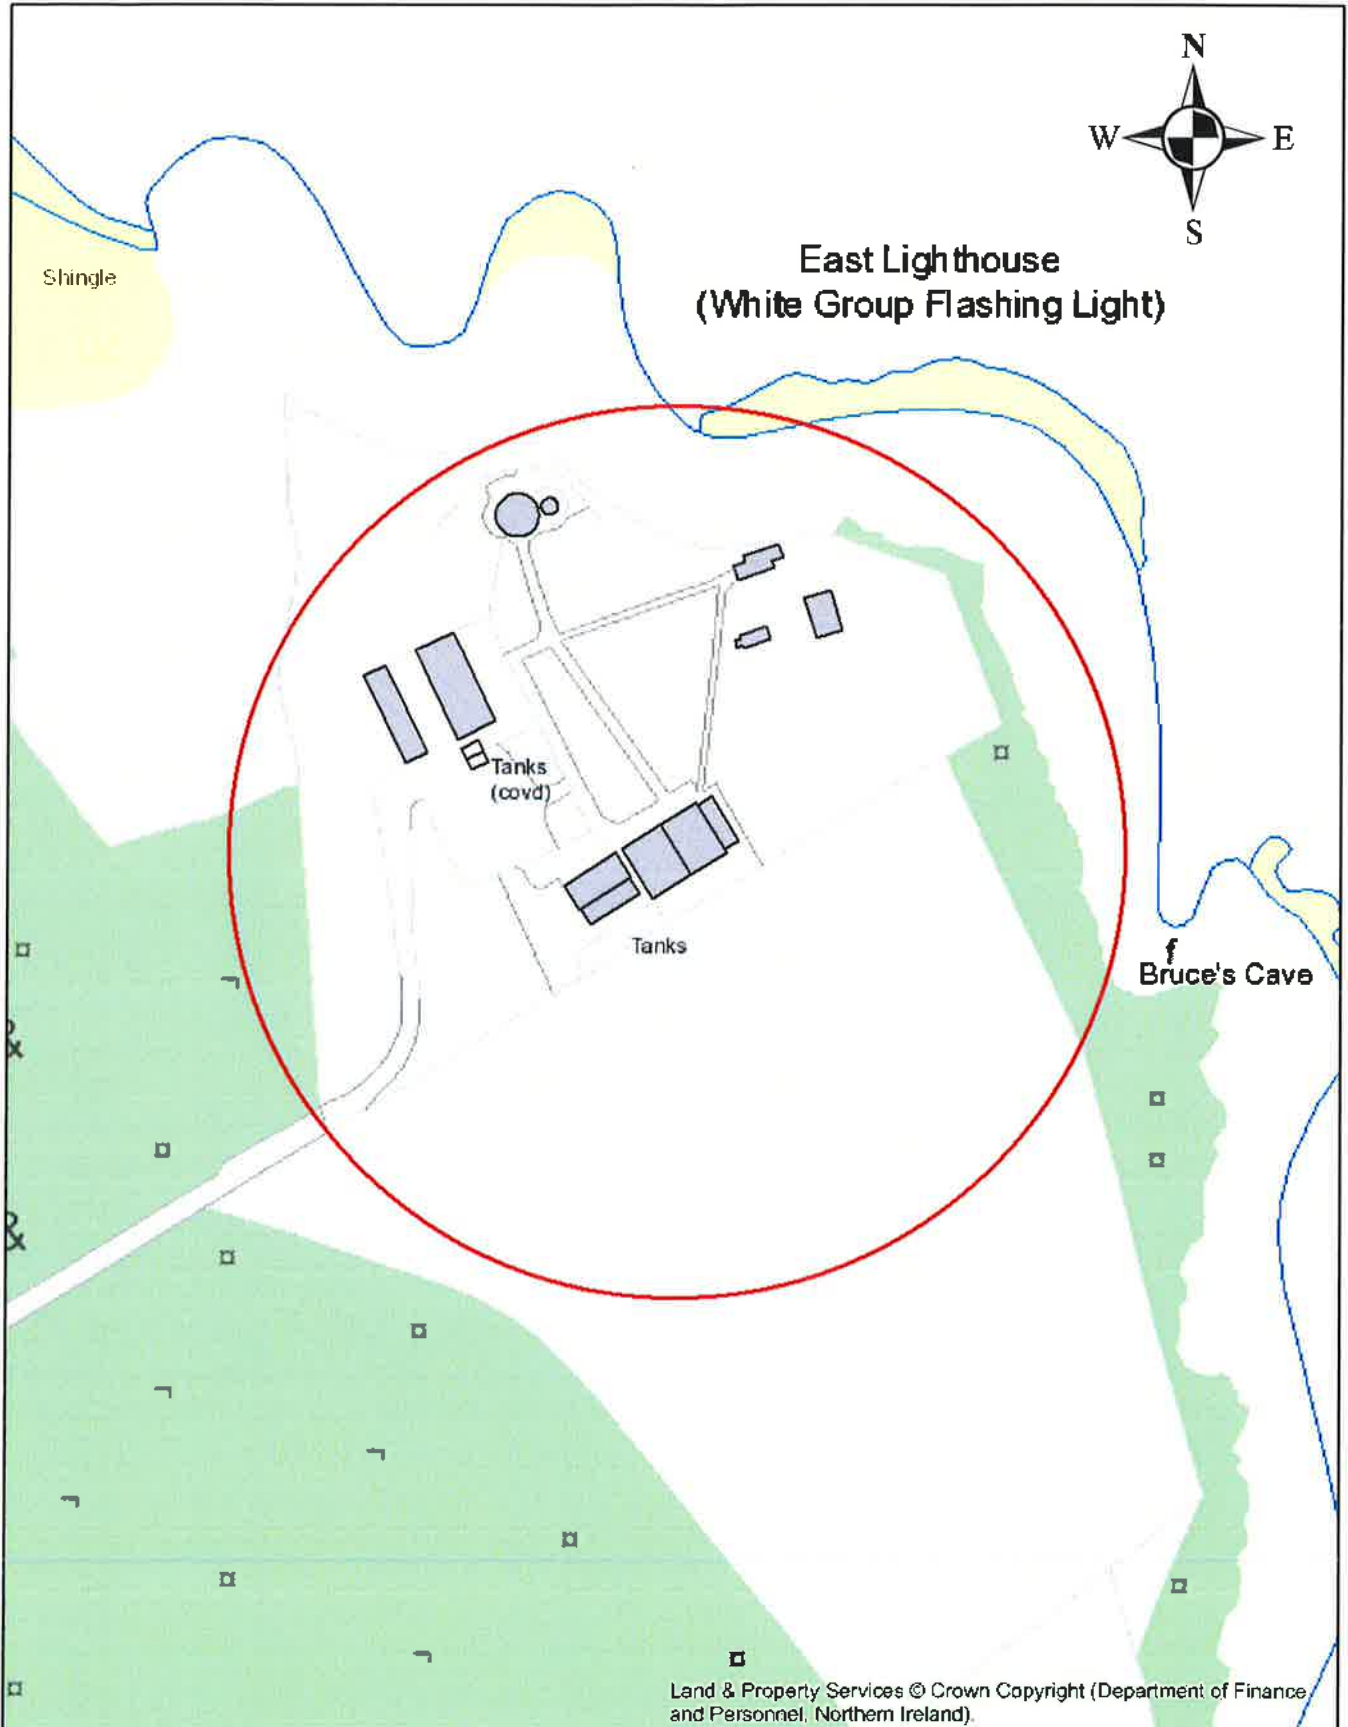 N
W E
S
East Lighthouse
(White Group Flashing Light)
Shingle
Tanks
(covd)
Tanks
f
Bruce's Cave
&
&
Land & Property Services © Crown Copyright (Department of Finance
and Personnel, Northern Ireland).